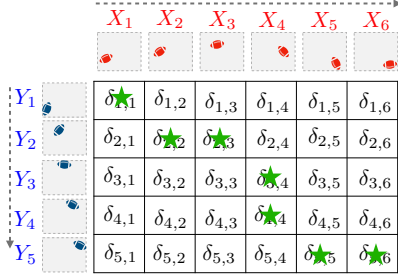 X₁ X₂ X₃ X₄ X₅ X₆
Y₁ δ₁,₁ δ₁,₂ δ₁,₃ δ₁,₄ δ₁,₅ δ₁,₆
Y₂ δ₂,₁ δ₂,₂ δ₂,₃ δ₂,₄ δ₂,₅ δ₂,₆
Y₃ δ₃,₁ δ₃,₂ δ₃,₃ δ₃,₄ δ₃,₅ δ₃,₆
Y₄ δ₄,₁ δ₄,₂ δ₄,₃ δ₄,₄ δ₄,₅ δ₄,₆
Y₅ δ₅,₁ δ₅,₂ δ₅,₃ δ₅,₄ δ₅,₅ δ₅,₆